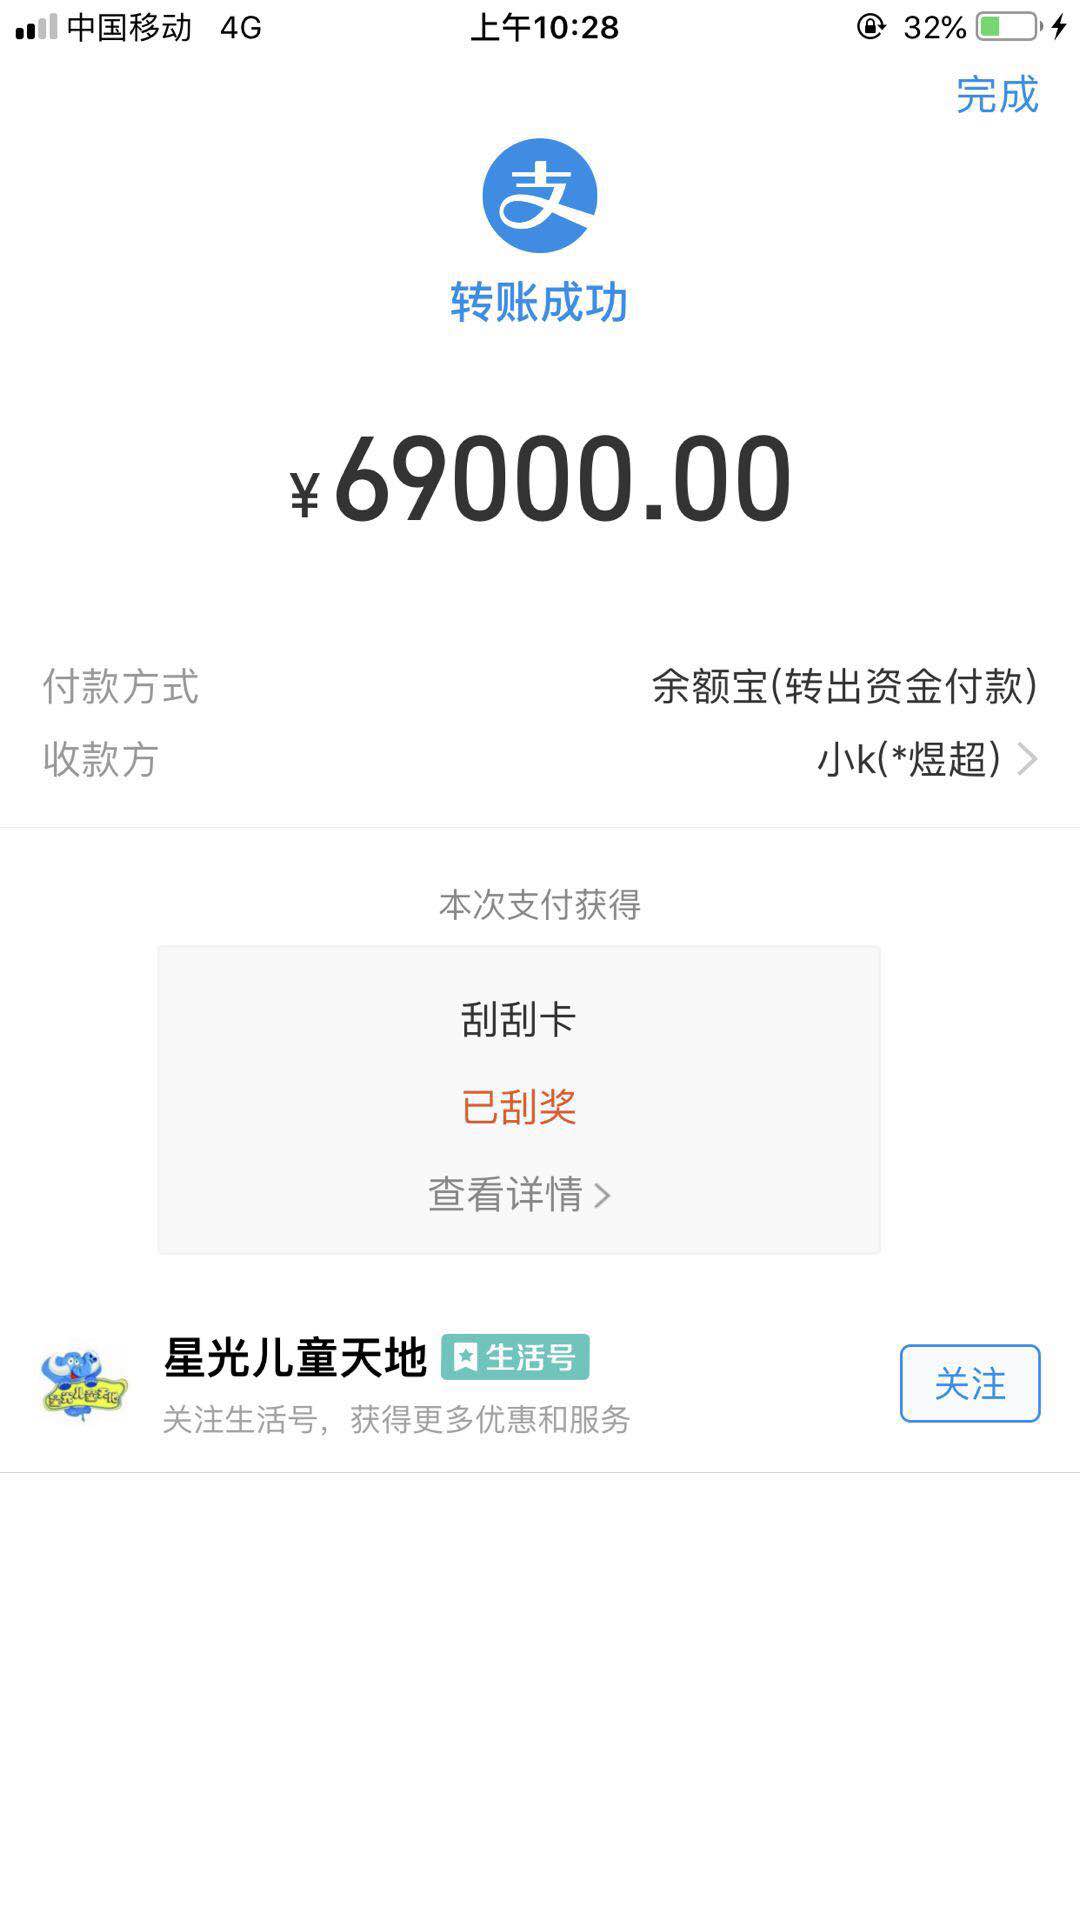 中国移动 4G 上午10:28 32%
完成
支
转账成功
¥69000.00
付款方式 余额宝(转出资金付款)
收款方 小k(*煜超)
本次支付获得
刮刮卡
已刮奖
查看详情
星光儿童天地 生活号
关注生活号，获得更多优惠和服务
关注